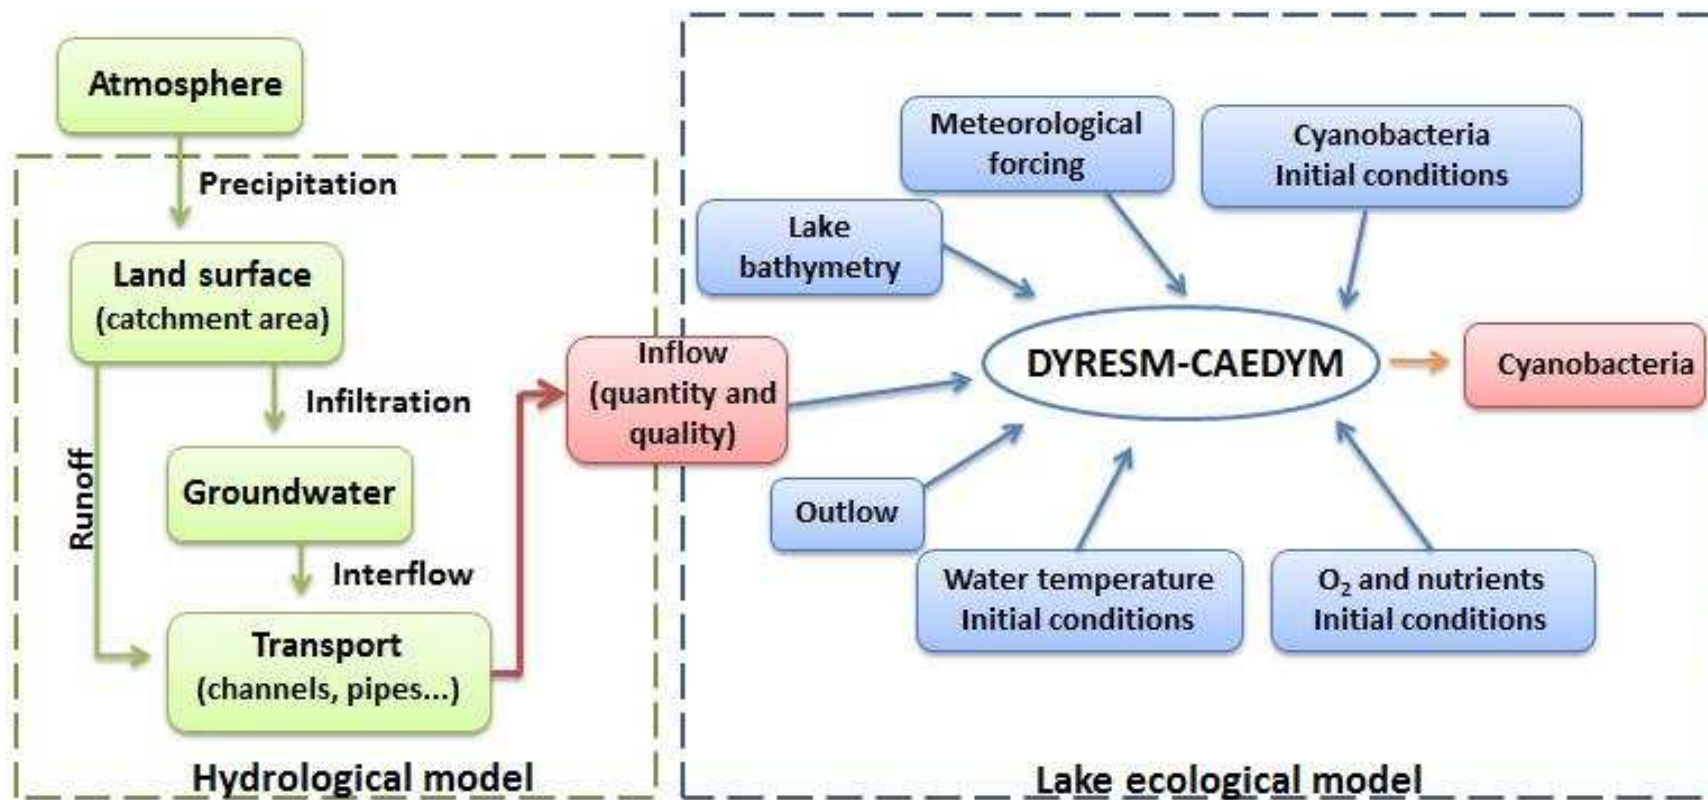 Atmosphere
Precipitation
Land surface
(catchment area)
Infiltration
Runoff
Groundwater
Interflow
Transport
(channels, pipes...)
Hydrological model
Inflow
(quantity and
quality)
Meteorological
forcing
Cyanobacteria
Initial conditions
Lake
bathymetry
DYRESM-CAEDYM
Cyanobacteria
Outlow
Water temperature
Initial conditions
O₂ and nutrients
Initial conditions
Lake ecological model